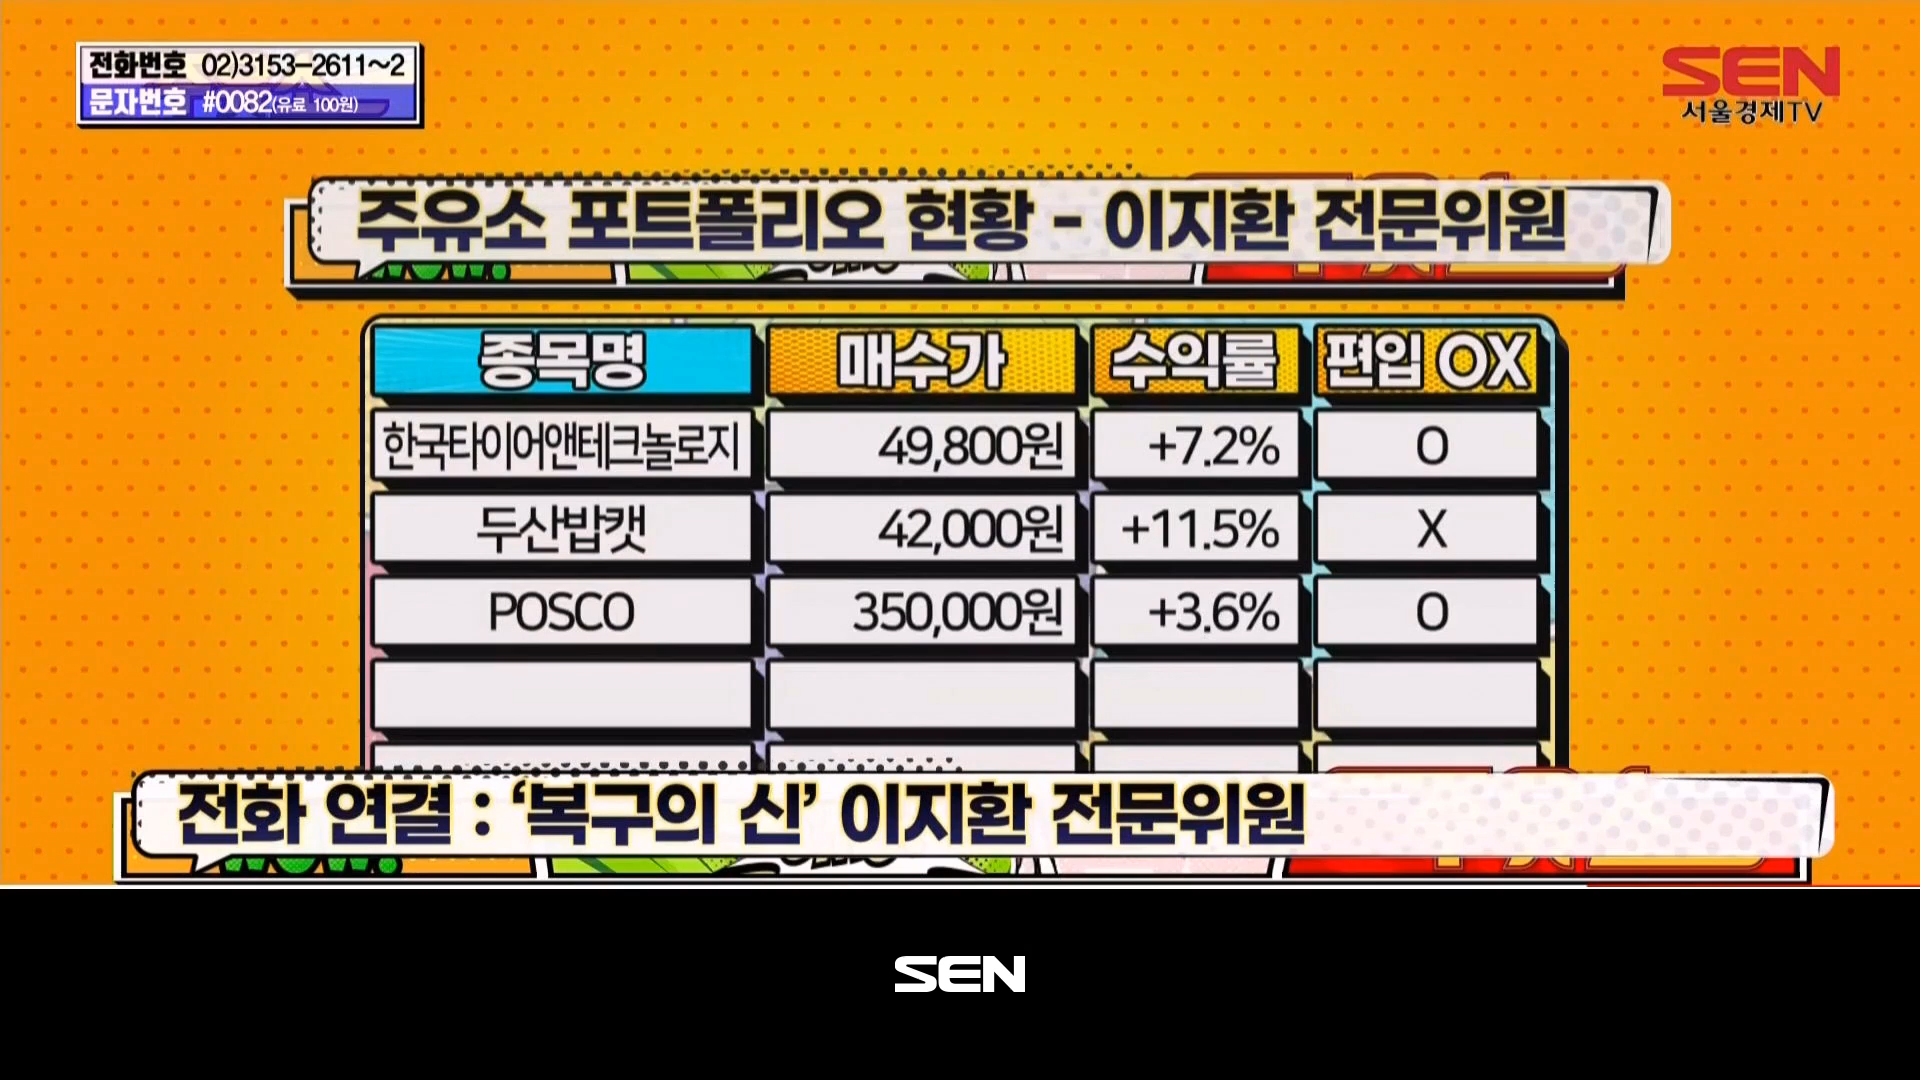 전화번호 02)3153-2611~2
문자번호 #0082(유료 100원)
SEN
서울경제TV
주유소 포트폴리오 현황 - 이지환 전문위원
종목명 매수가 수익률 편입 OX
한국타이어앤테크놀로지 49,800원 +7.2% O
두산밥캣 42,000원 +11.5% X
POSCO 350,000원 +3.6% O
전화 연결 : ‘복구의 신’ 이지환 전문위원
SEN